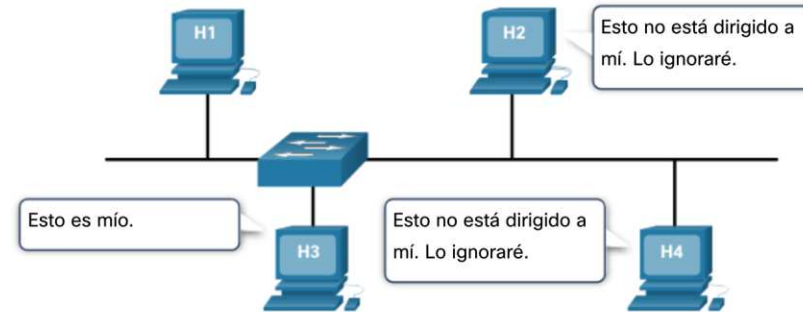 H1
H2
Esto no está dirigido a
mí. Lo ignoraré.
Esto es mío.
H3
Esto no está dirigido a
mí. Lo ignoraré.
H4